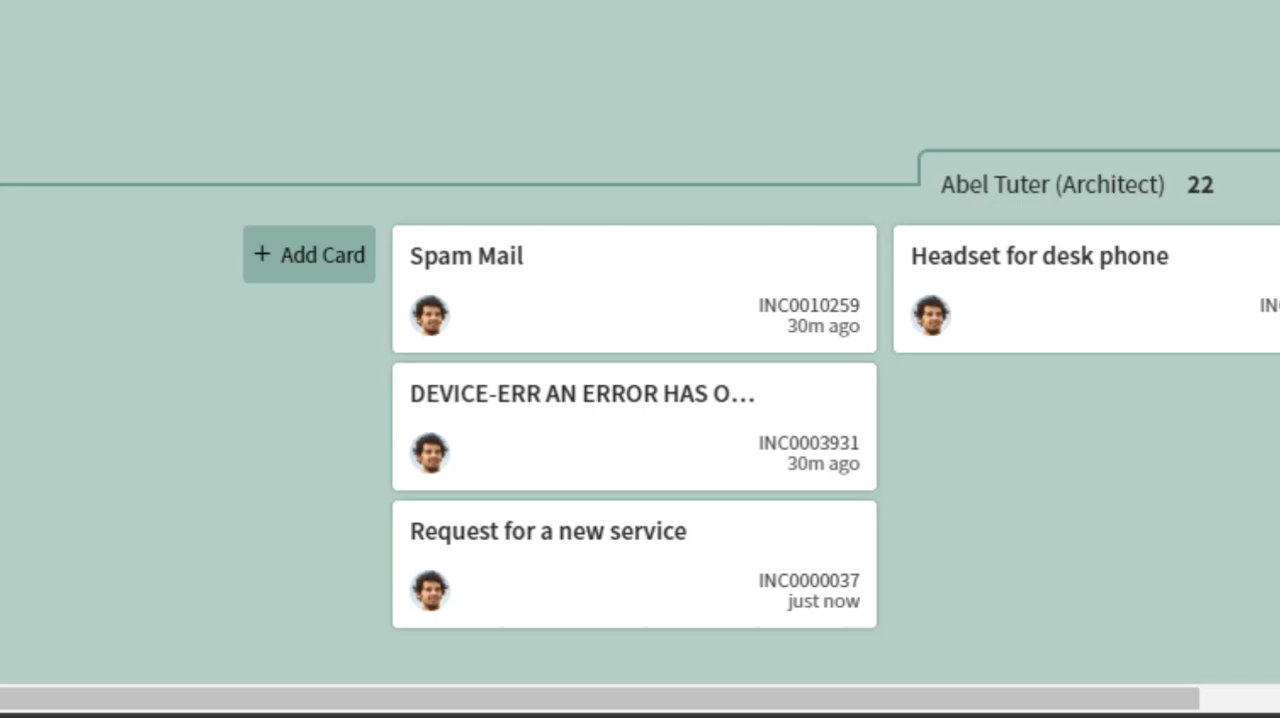 Abel Tuter (Architect) 22
+ Add Card
Spam Mail
INC0010259
30m ago
Headset for desk phone
DEVICE-ERR AN ERROR HAS O...
INC0003931
30m ago
Request for a new service
INC0000037
just now